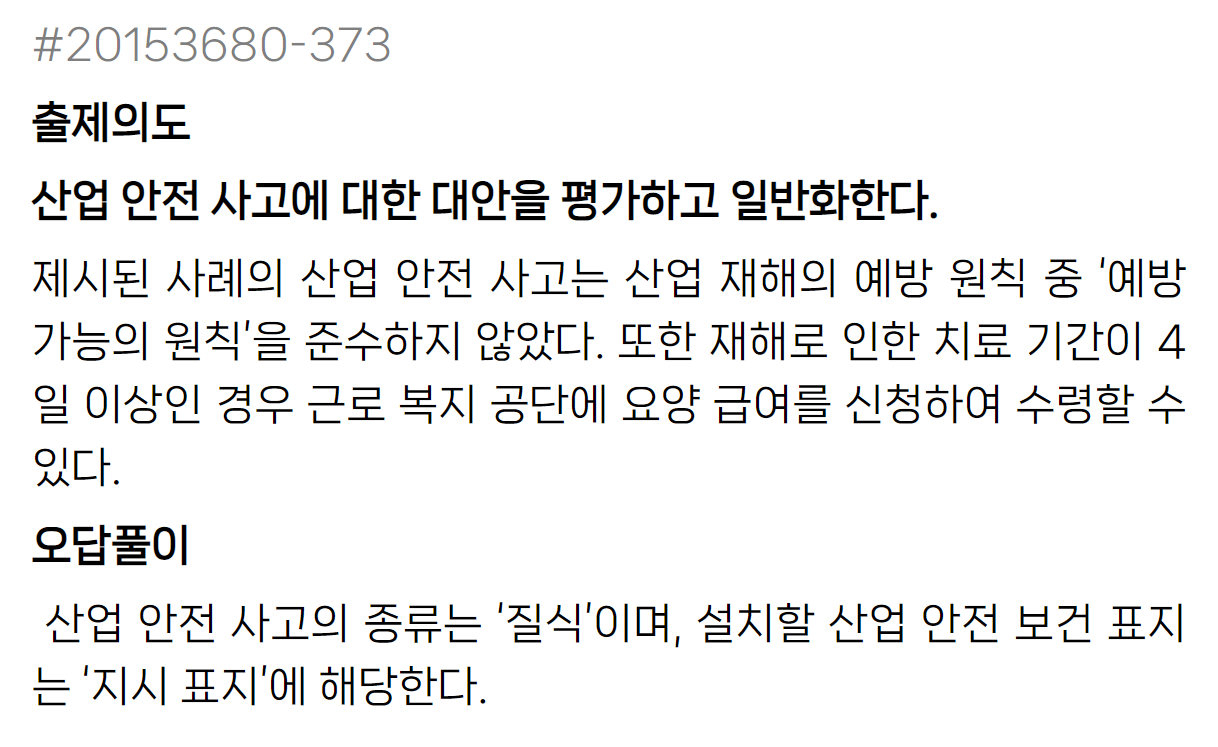 #20153680-373
출제의도
산업 안전 사고에 대한 대안을 평가하고 일반화한다.
제시된 사례의 산업 안전 사고는 산업 재해의 예방 원칙 중 ‘예방
가능의 원칙’을 준수하지 않았다. 또한 재해로 인한 치료 기간이 4
일 이상인 경우 근로 복지 공단에 요양 급여를 신청하여 수령할 수
있다.
오답풀이
산업 안전 사고의 종류는 ‘질식’이며, 설치할 산업 안전 보건 표지
는 ‘지시 표지’에 해당한다.